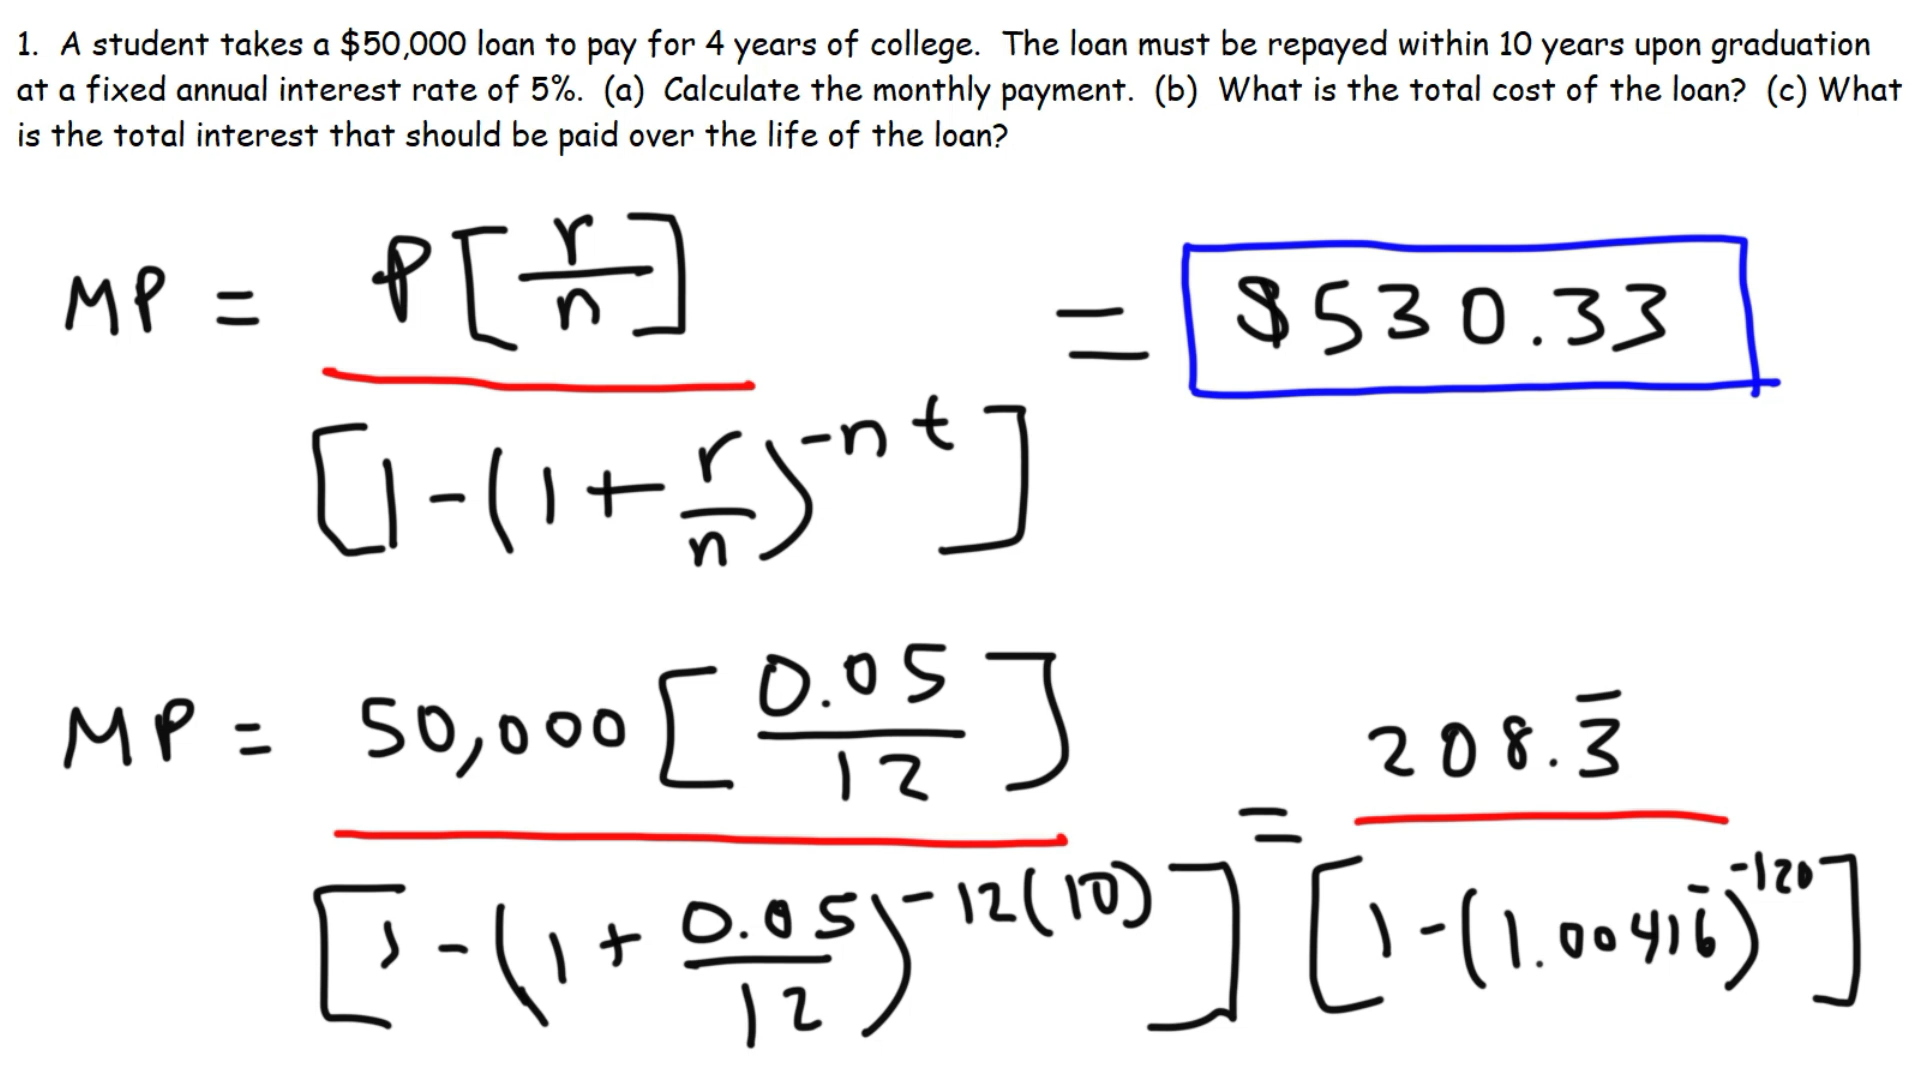 1. A student takes a $50,000 loan to pay for 4 years of college. The loan must be repayed within 10 years upon graduation
at a fixed annual interest rate of 5%. (a) Calculate the monthly payment. (b) What is the total cost of the loan? (c) What
is the total interest that should be paid over the life of the loan?
MP = P[r/n] / [1-(1+r/n)^-nt] = $530.33
MP = 50,000[0.05/12] / [1-(1+0.05/12)^-12(10)] = 208.3̅ / [1-(1.00416̅)^-120]